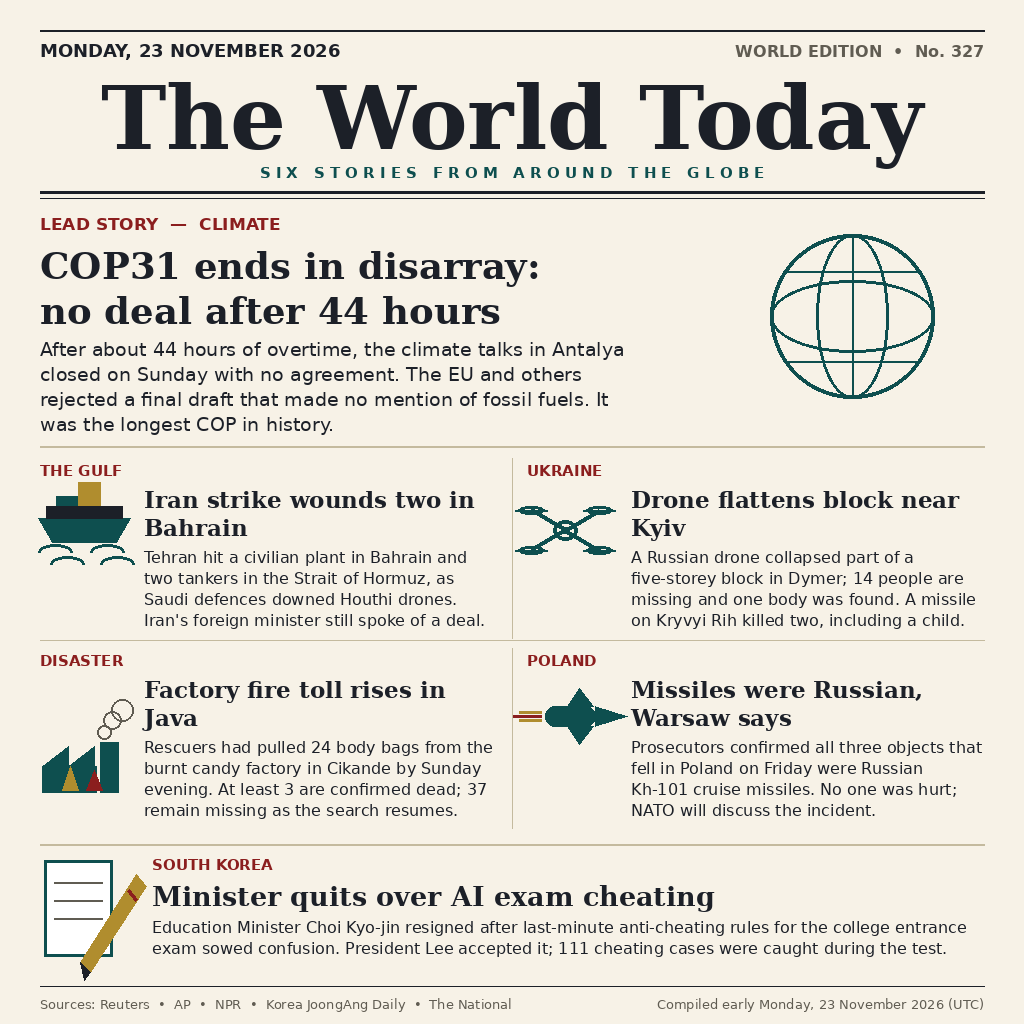 MONDAY, 23 NOVEMBER 2026
WORLD EDITION • No. 327
The World Today
SIX STORIES FROM AROUND THE GLOBE
LEAD STORY — CLIMATE
COP31 ends in disarray:
no deal after 44 hours
After about 44 hours of overtime, the climate talks in Antalya
closed on Sunday with no agreement. The EU and others
rejected a final draft that made no mention of fossil fuels. It
was the longest COP in history.
THE GULF
Iran strike wounds two in
Bahrain
Tehran hit a civilian plant in Bahrain and
two tankers in the Strait of Hormuz, as
Saudi defences downed Houthi drones.
Iran's foreign minister still spoke of a deal.
UKRAINE
Drone flattens block near
Kyiv
A Russian drone collapsed part of a
five-storey block in Dymer; 14 people are
missing and one body was found. A missile
on Kryvyi Rih killed two, including a child.
DISASTER
Factory fire toll rises in
Java
Rescuers had pulled 24 body bags from the
burnt candy factory in Cikande by Sunday
evening. At least 3 are confirmed dead; 37
remain missing as the search resumes.
POLAND
Missiles were Russian,
Warsaw says
Prosecutors confirmed all three objects that
fell in Poland on Friday were Russian
Kh-101 cruise missiles. No one was hurt;
NATO will discuss the incident.
SOUTH KOREA
Minister quits over AI exam cheating
Education Minister Choi Kyo-jin resigned after last-minute anti-cheating rules for the college entrance
exam sowed confusion. President Lee accepted it; 111 cheating cases were caught during the test.
Sources: Reuters • AP • NPR • Korea JoongAng Daily • The National
Compiled early Monday, 23 November 2026 (UTC)